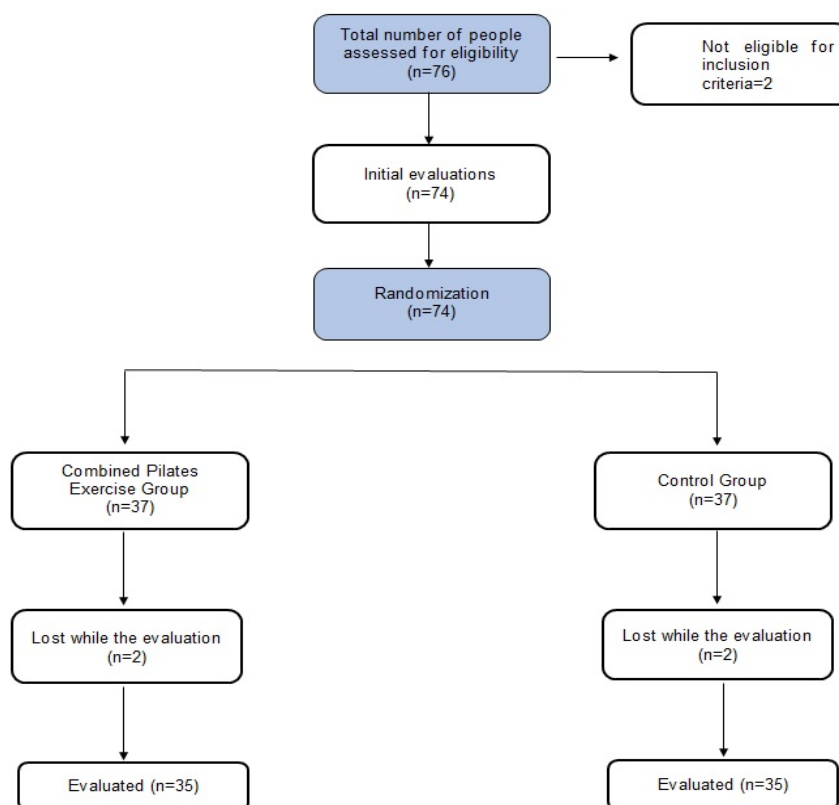 Total number of people
assessed for eligibility
(n=76)
Not eligible for
inclusion
criteria=2
Initial evaluations
(n=74)
Randomization
(n=74)
Combined Pilates
Exercise Group
(n=37)
Control Group
(n=37)
Lost while the evaluation
(n=2)
Lost while the evaluation
(n=2)
Evaluated (n=35)
Evaluated (n=35)